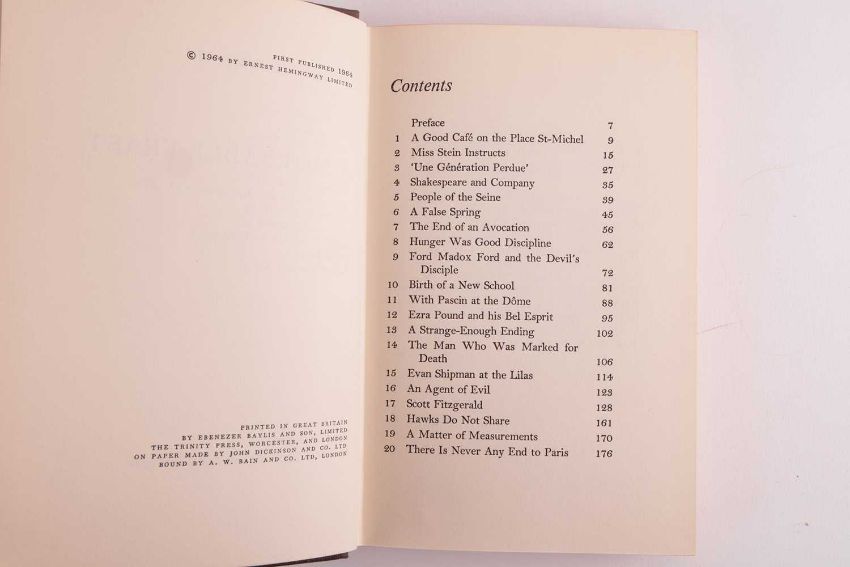 FIRST PUBLISHED 1964
© 1964 BY ERNEST HEMINGWAY LIMITED
PRINTED IN GREAT BRITAIN
BY EBENEZER BAYLIS AND SON, LIMITED
THE TRINITY PRESS, WORCESTER, AND LONDON
ON PAPER MADE BY JOHN DICKINSON AND CO. LTD
BOUND BY A. W. BAIN AND CO. LTD, LONDON
Contents
Preface 7
1 A Good Café on the Place St-Michel 9
2 Miss Stein Instructs 15
3 ‘Une Génération Perdue’ 27
4 Shakespeare and Company 35
5 People of the Seine 39
6 A False Spring 45
7 The End of an Avocation 56
8 Hunger Was Good Discipline 62
9 Ford Madox Ford and the Devil’s
Disciple 72
10 Birth of a New School 81
11 With Pascin at the Dôme 88
12 Ezra Pound and his Bel Esprit 95
13 A Strange-Enough Ending 102
14 The Man Who Was Marked for
Death 106
15 Evan Shipman at the Lilas 114
16 An Agent of Evil 123
17 Scott Fitzgerald 128
18 Hawks Do Not Share 161
19 A Matter of Measurements 170
20 There Is Never Any End to Paris 176